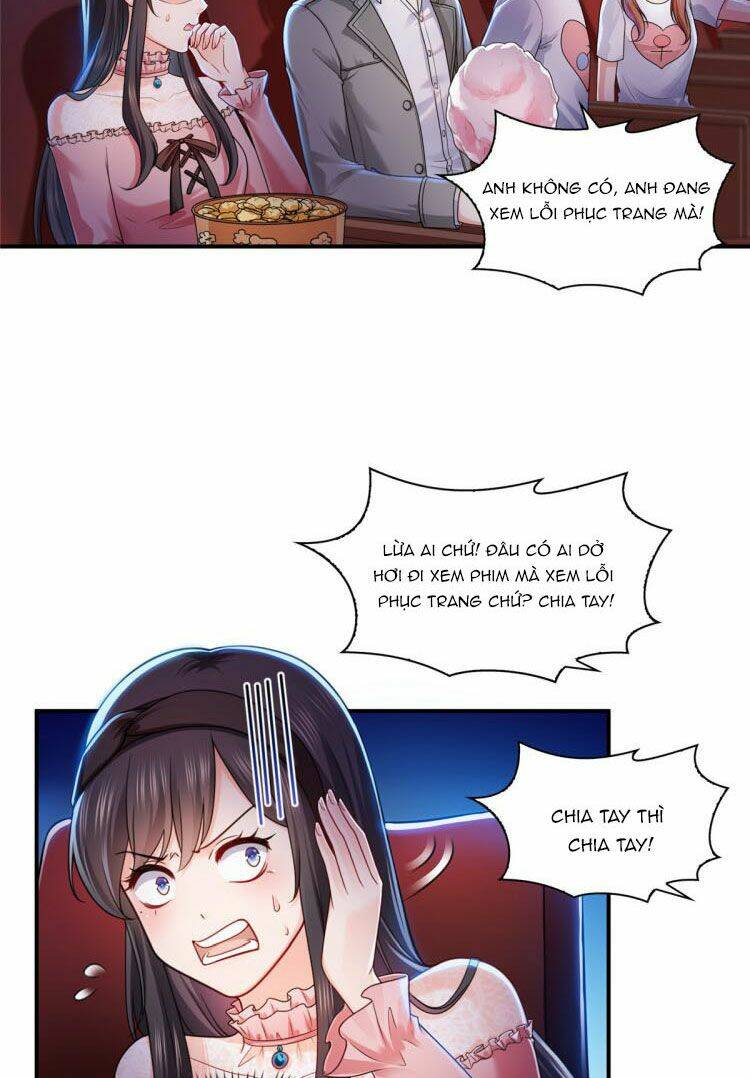 ANH KHÔNG CÓ, ANH ĐANG
XEM LỖI PHỤC TRANG MÀ!
LỪA AI CHỨ! ĐÂU CÓ AI DỞ
HƠI ĐI XEM PHIM MÀ XEM LỖI
PHỤC TRANG CHỨ? CHIA TAY!
CHIA TAY THÌ
CHIA TAY!